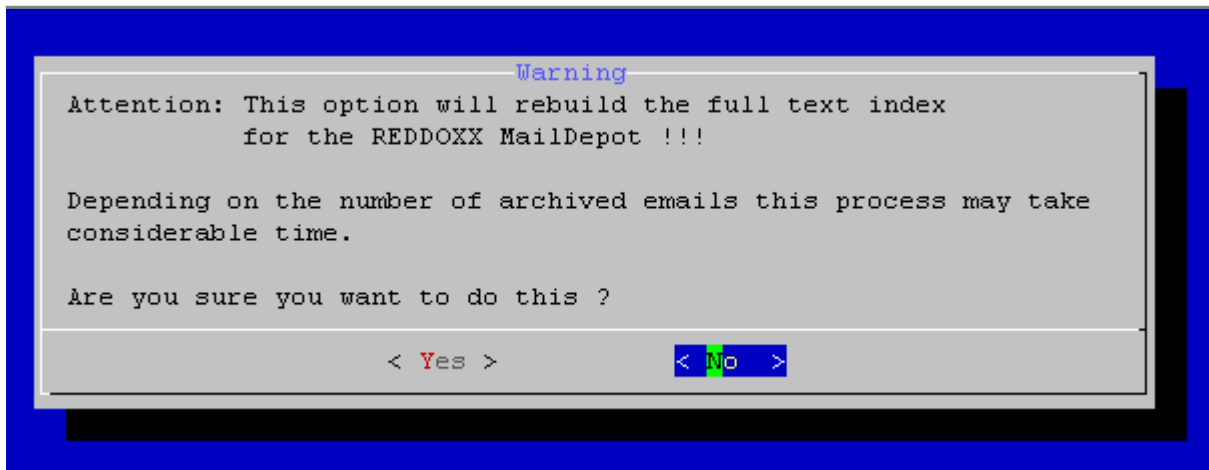 Warning
Attention: This option will rebuild the full text index
for the REDDOXX MailDepot !!!
Depending on the number of archived emails this process may take
considerable time.
Are you sure you want to do this ?
< Yes > < No >